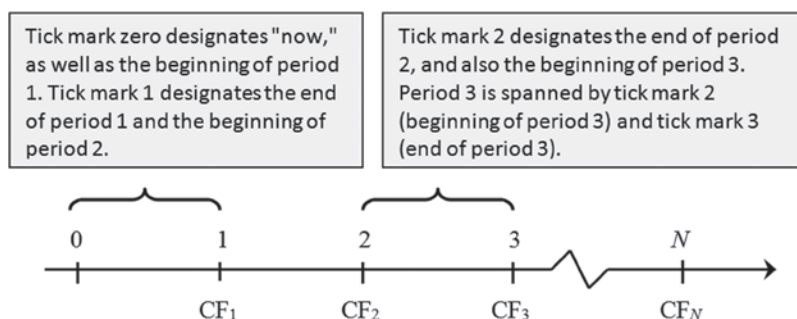 Tick mark zero designates "now,"
as well as the beginning of period
1. Tick mark 1 designates the end
of period 1 and the beginning of
period 2.
Tick mark 2 designates the end of period
2, and also the beginning of period 3.
Period 3 is spanned by tick mark 2
(beginning of period 3) and tick mark 3
(end of period 3).
0 1 2 3 N
CF1 CF2 CF3 CFN